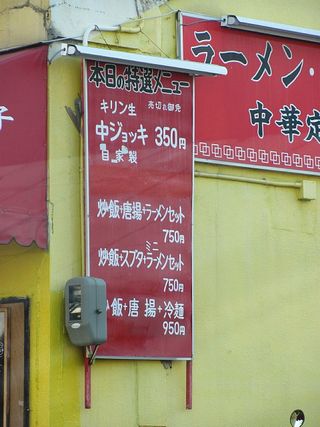 本日の特選メニュー
キリン生 売切れ御免
中ジョッキ 350円
自家製
炒飯+唐揚+ラーメンセット
750円
ミニ
炒飯+スブタ+ラーメンセット
750円
飯+唐揚+冷麺
950円
ラーメン・
中華定
子